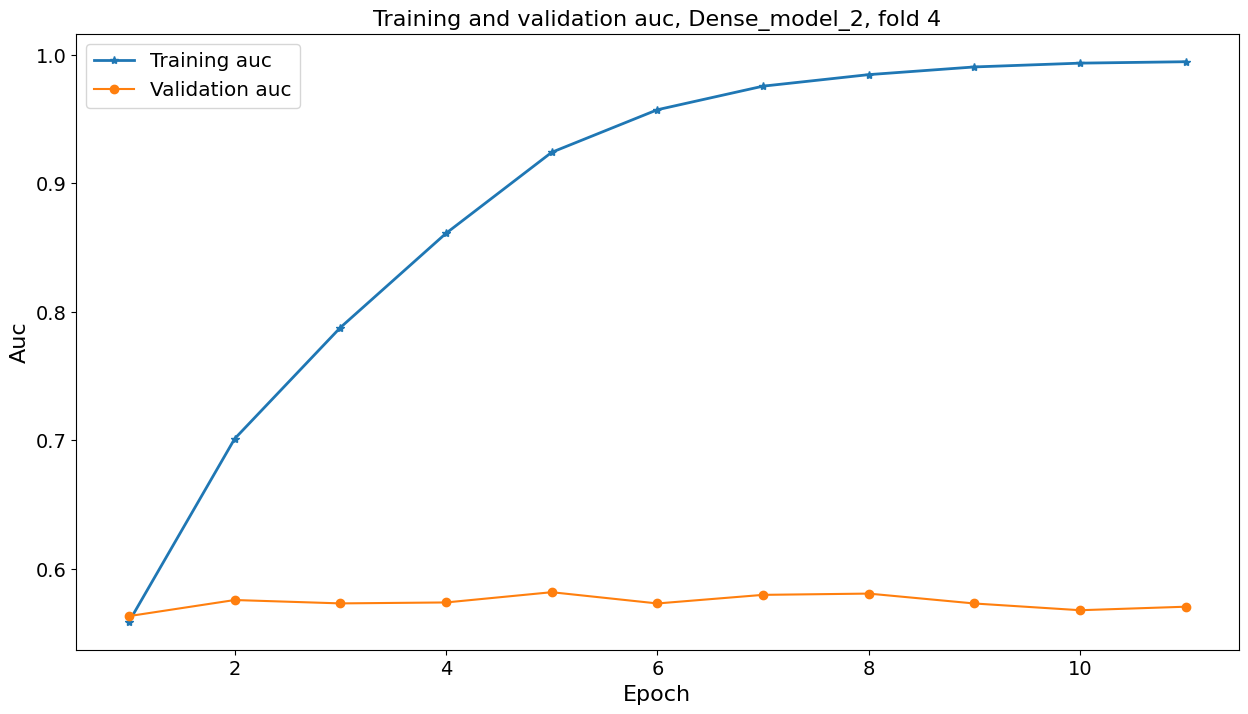 Training and validation auc, Dense_model_2, fold 4
Training auc
Validation auc
1.0
0.9
0.8
0.7
0.6
Auc
2
4
6
8
10
Epoch